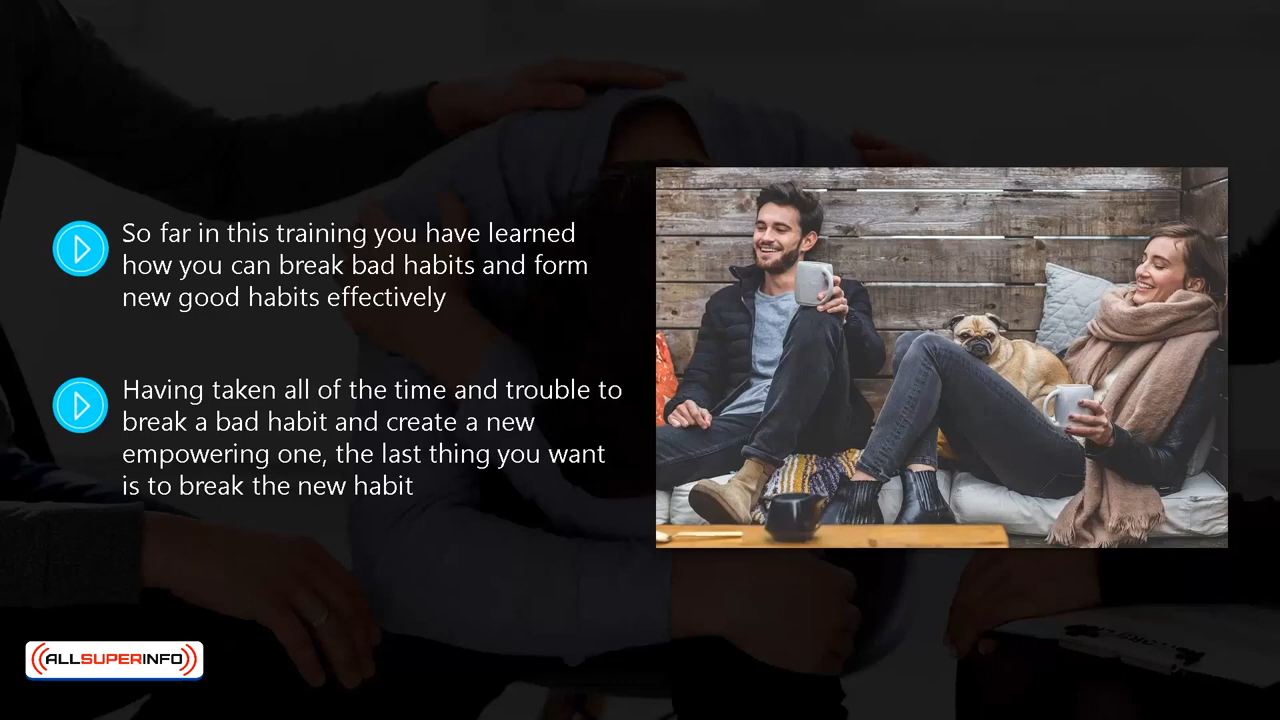 So far in this training you have learned
how you can break bad habits and form
new good habits effectively
Having taken all of the time and trouble to
break a bad habit and create a new
empowering one, the last thing you want
is to break the new habit
ALLSUPERINFO